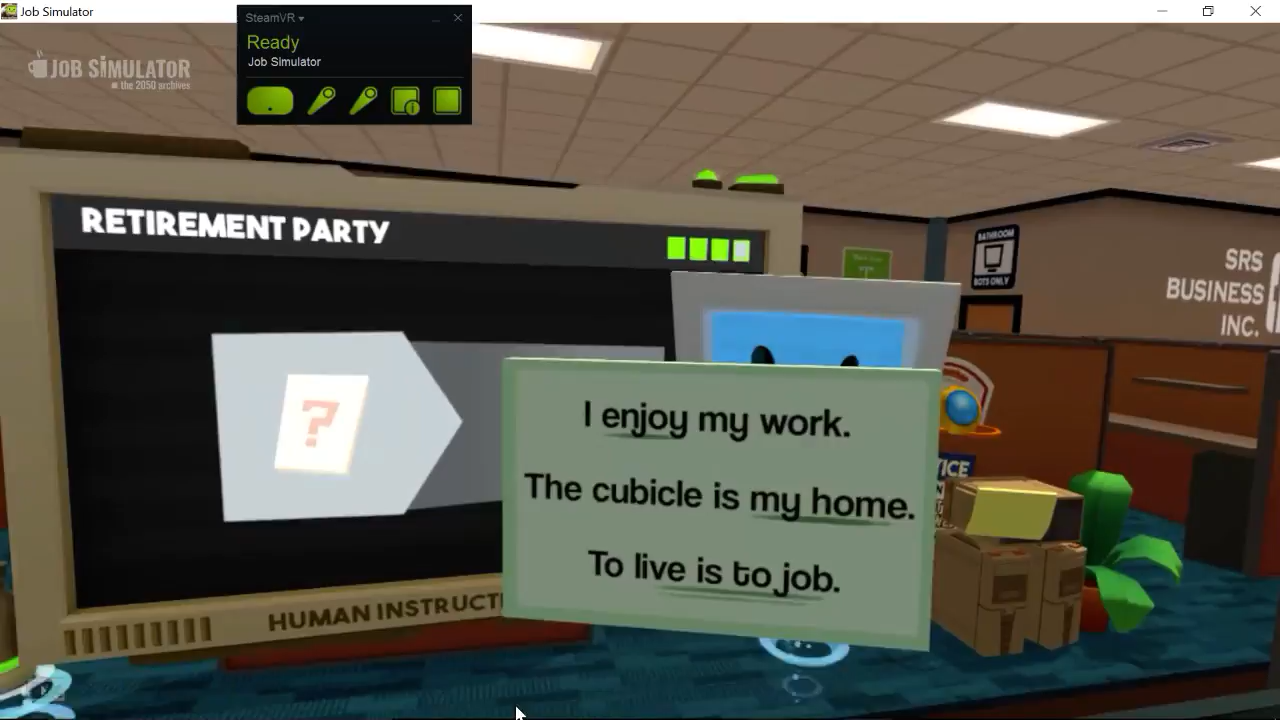 Job Simulator
SteamVR
Ready
Job Simulator
JOB SIMULATOR
the 2050 archives
RETIREMENT PARTY
?
BATHROOM
BOTS ONLY
SRS
BUSINESS
INC.
I enjoy my work.
The cubicle is my home.
To live is to job.
HUMAN INSTRUCT